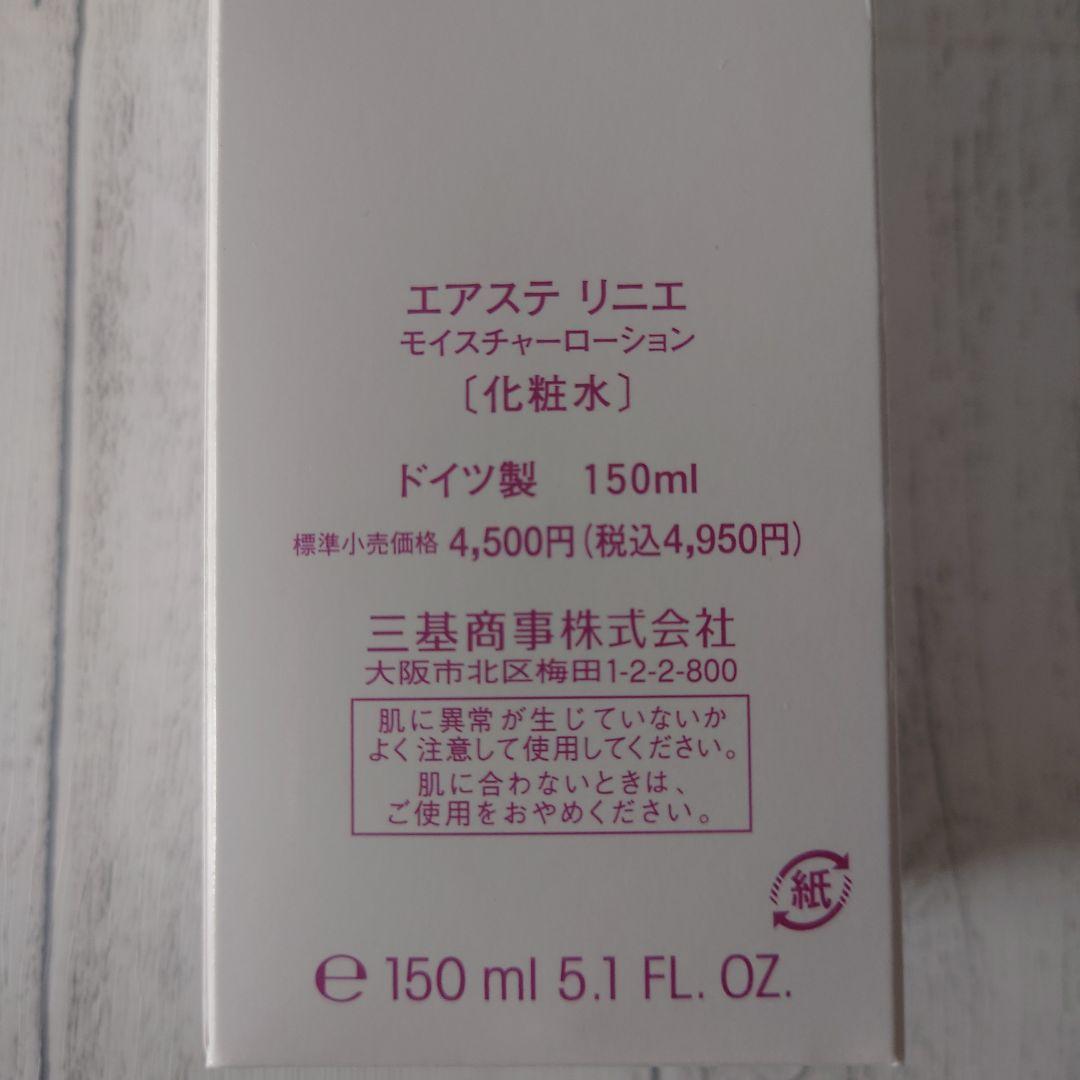 エアステ リニエ
モイスチャーローション
〔化粧水〕
ドイツ製 150ml
標準小売価格 4,500円(税込4,950円)
三基商事株式会社
大阪市北区梅田1-2-2-800
肌に異常が生じていないか
よく注意して使用してください。
肌に合わないときは、
ご使用をおやめください。
紙
℮ 150 ml 5.1 FL. OZ.